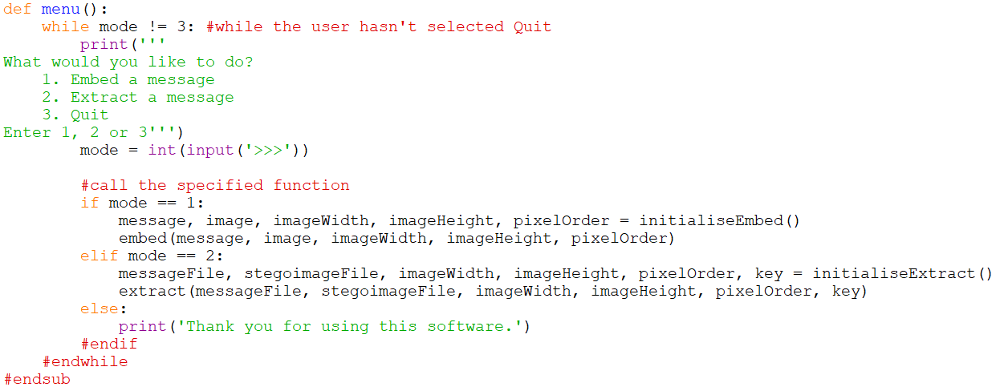 def menu():
    while mode != 3: #while the user hasn't selected Quit
        print('''
What would you like to do?
    1. Embed a message
    2. Extract a message
    3. Quit
Enter 1, 2 or 3''')
        mode = int(input('>>>'))

        #call the specified function
        if mode == 1:
            message, image, imageWidth, imageHeight, pixelOrder = initialiseEmbed()
            embed(message, image, imageWidth, imageHeight, pixelOrder)
        elif mode == 2:
            messageFile, stegoimageFile, imageWidth, imageHeight, pixelOrder, key = initialiseExtract()
            extract(messageFile, stegoimageFile, imageWidth, imageHeight, pixelOrder, key)
        else:
            print('Thank you for using this software.')
        #endif
    #endwhile
#endsub